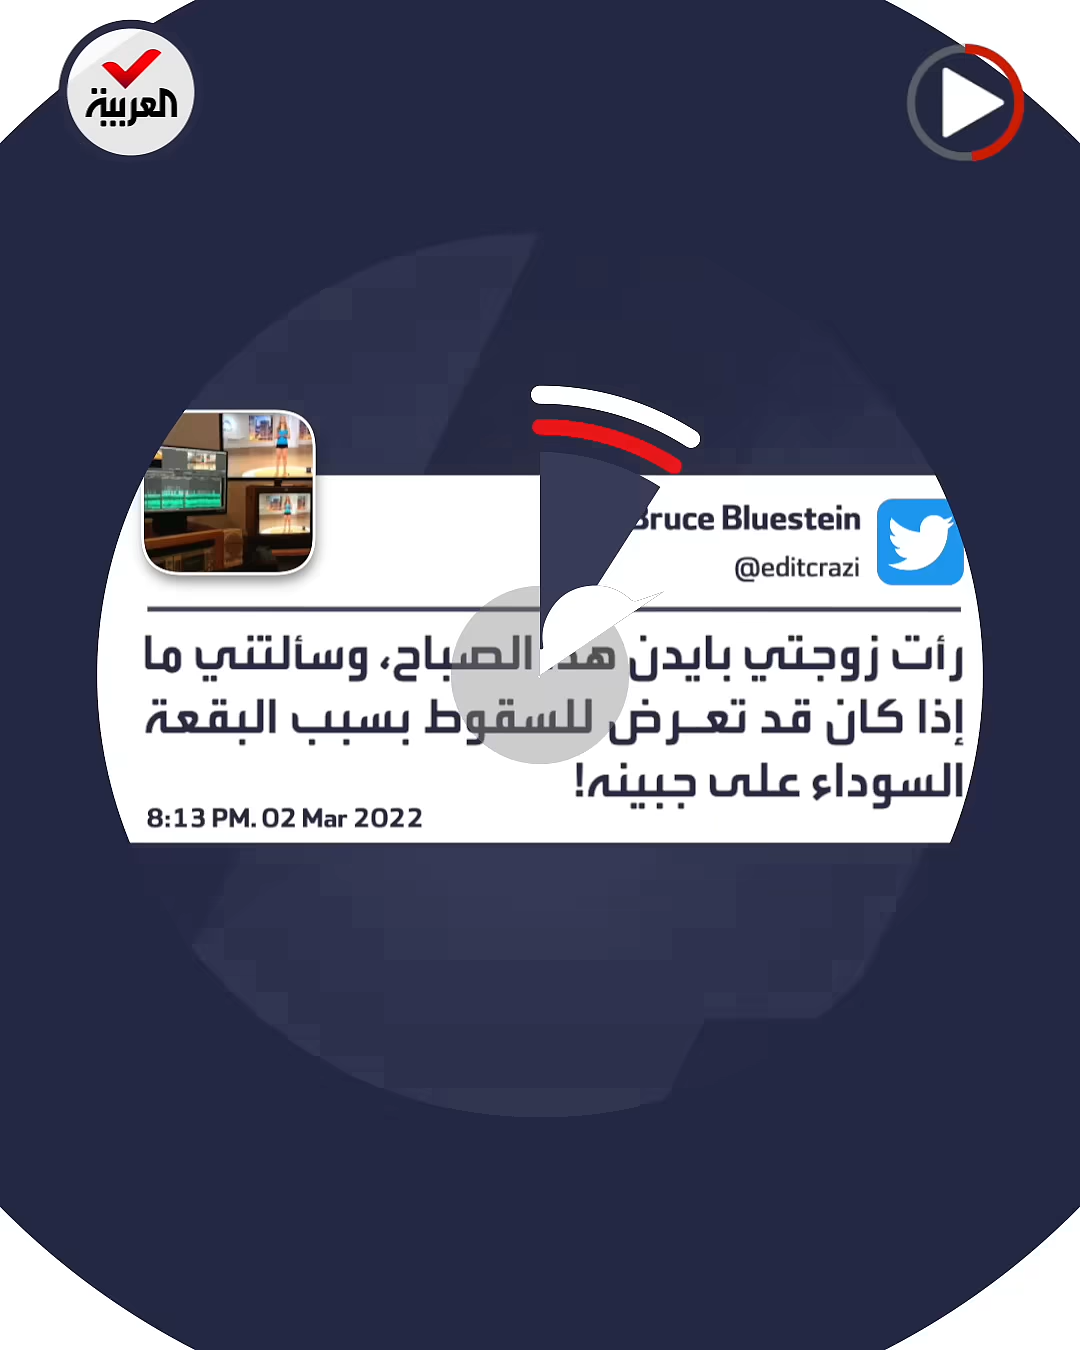 العربية
Bruce Bluestein
@editcrazi
رأت زوجتي بايدن هذا الصباح، وسألتني ما
إذا كان قد تعرض للسقوط بسبب البقعة
السوداء على جبينه!
8:13 PM. 02 Mar 2022